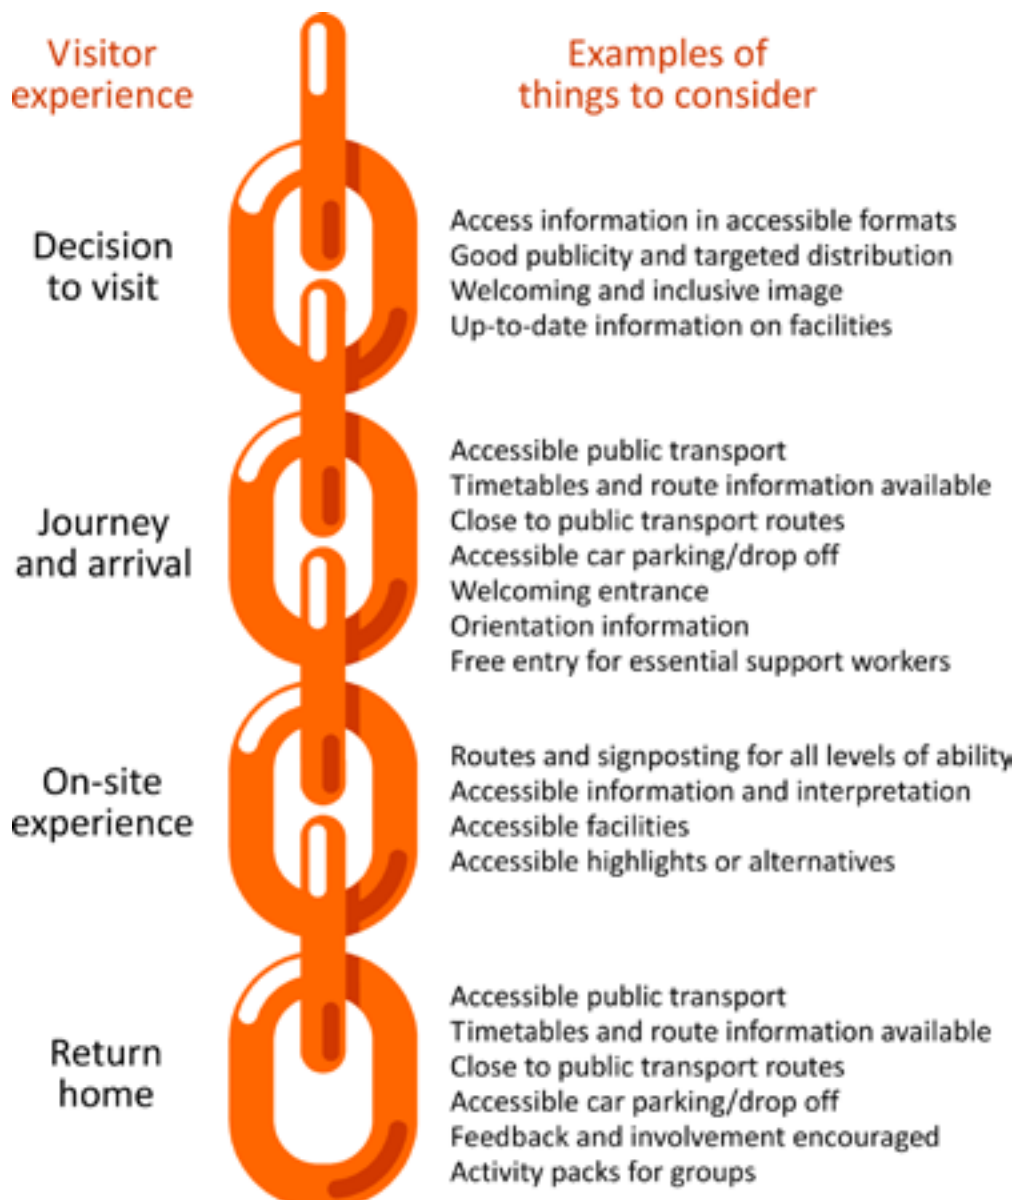 Visitor
experience
Examples of
things to consider
Decision
to visit
Access information in accessible formats
Good publicity and targeted distribution
Welcoming and inclusive image
Up-to-date information on facilities
Journey
and arrival
Accessible public transport
Timetables and route information available
Close to public transport routes
Accessible car parking/drop off
Welcoming entrance
Orientation information
Free entry for essential support workers
On-site
experience
Routes and signposting for all levels of ability
Accessible information and interpretation
Accessible facilities
Accessible highlights or alternatives
Return
home
Accessible public transport
Timetables and route information available
Close to public transport routes
Accessible car parking/drop off
Feedback and involvement encouraged
Activity packs for groups